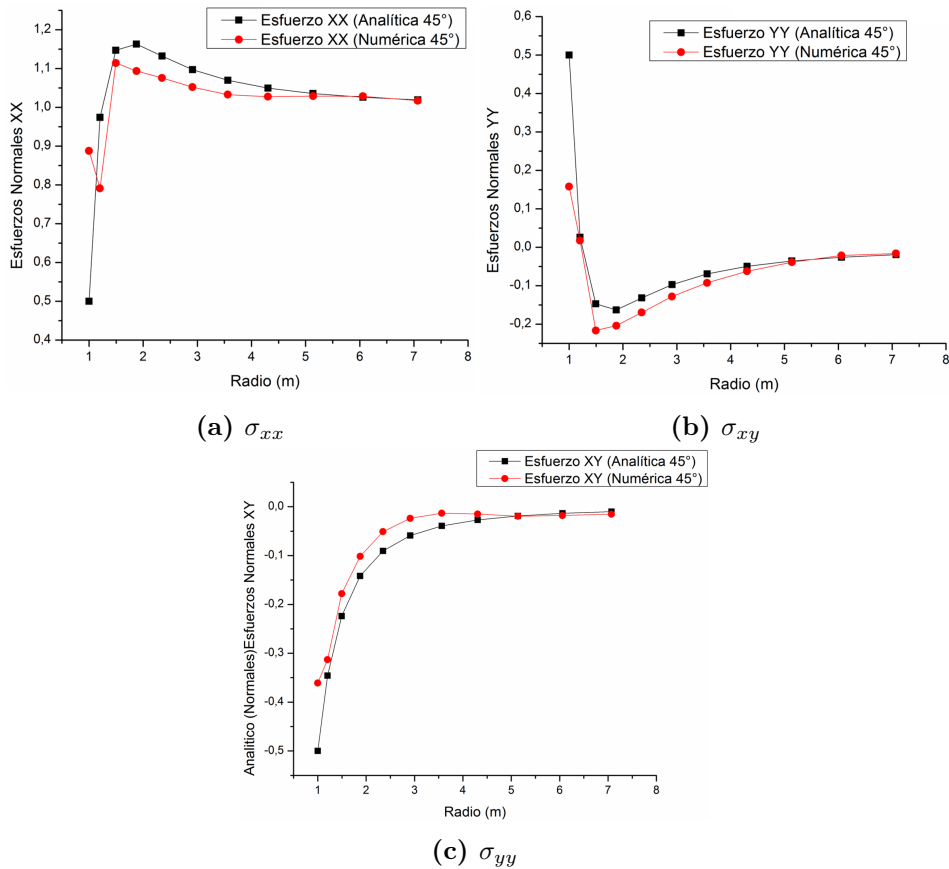 Esfuerzo XX (Analítica 45°)
Esfuerzo XX (Numérica 45°)
Esfuerzos Normales XX
1,2
1,1
1,0
0,9
0,8
0,7
0,6
0,5
0,4
0 1 2 3 4 5 6 7 8
Radio (m)
(a) σxx
Esfuerzo YY (Analítica 45°)
Esfuerzo YY (Numérica 45°)
Esfuerzos Normales YY
0,6
0,5
0,4
0,3
0,2
0,1
0,0
-0,1
-0,2
1 2 3 4 5 6 7 8
Radio (m)
(b) σxy
Esfuerzo XY (Analítica 45°)
Esfuerzo XY (Numérica 45°)
Analitico (Normales)Esfuerzos Normales XY
0,0
-0,1
-0,2
-0,3
-0,4
-0,5
1 2 3 4 5 6 7 8
Radio (m)
(c) σyy